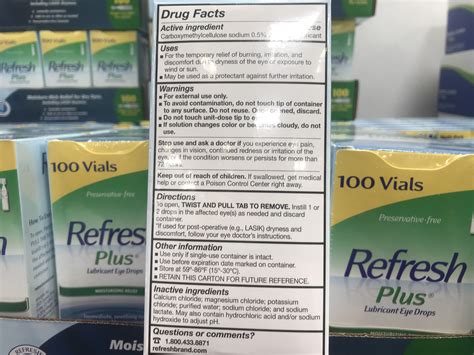 Drug Facts
Active ingredient
Carboxymethylcellulose sodium 0.5%
Uses
▪ For the temporary relief of burning, irritation, and
discomfort due to dryness of the eye or exposure to
wind or sun.
▪ May be used as a protectant against further irritation.
Warnings
▪ For external use only.
▪ To avoid contamination, do not touch tip of container
to any surface. Do not reuse. Once opened, discard.
▪ Do not touch unit-dose tip to
▪ If solution changes color or becomes cloudy, do not
use.
Stop use and ask a doctor if you experience eye pain,
changes in vision, continued redness or irritation of the
eye, or if the condition worsens or persists for more than
72
Keep out of reach of children. If swallowed, get medical
help or contact a Poison Control Center right away.
Directions
To open, TWIST AND PULL TAB TO REMOVE. Instill 1 or
2 drops in the affected eye(s) as needed and discard
container.
*If used for post-operative (e.g., LASIK) dryness and
discomfort, follow your eye doctor's instructions.
Other information
▪ Use only if single-use container is intact.
▪ Use before expiration date marked on container.
▪ Store at 59°-86°F (15°-30°C).
▪ RETAIN THIS CARTON FOR FUTURE REFERENCE.
Inactive ingredients
Calcium chloride; magnesium chloride; potassium
chloride; purified water; sodium chloride; and sodium
lactate. May also contain hydrochloric acid and/or sodium
hydroxide to adjust pH.
Questions or comments?
☎ 1.800.433.8871
refreshbrand.com
100 Vials
Preservative-free
Refresh
Plus
Lubricant Eye Drops
MOISTURIZING RELIEF
100 Vials
Preservative-free
Refresh
Plus
Lubricant Eye Drops
Refresh
Plus
100
Mois